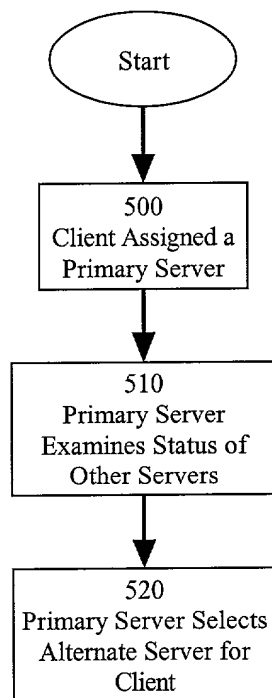 Start
500
Client Assigned a
Primary Server
510
Primary Server
Examines Status of
Other Servers
520
Primary Server Selects
Alternate Server for
Client